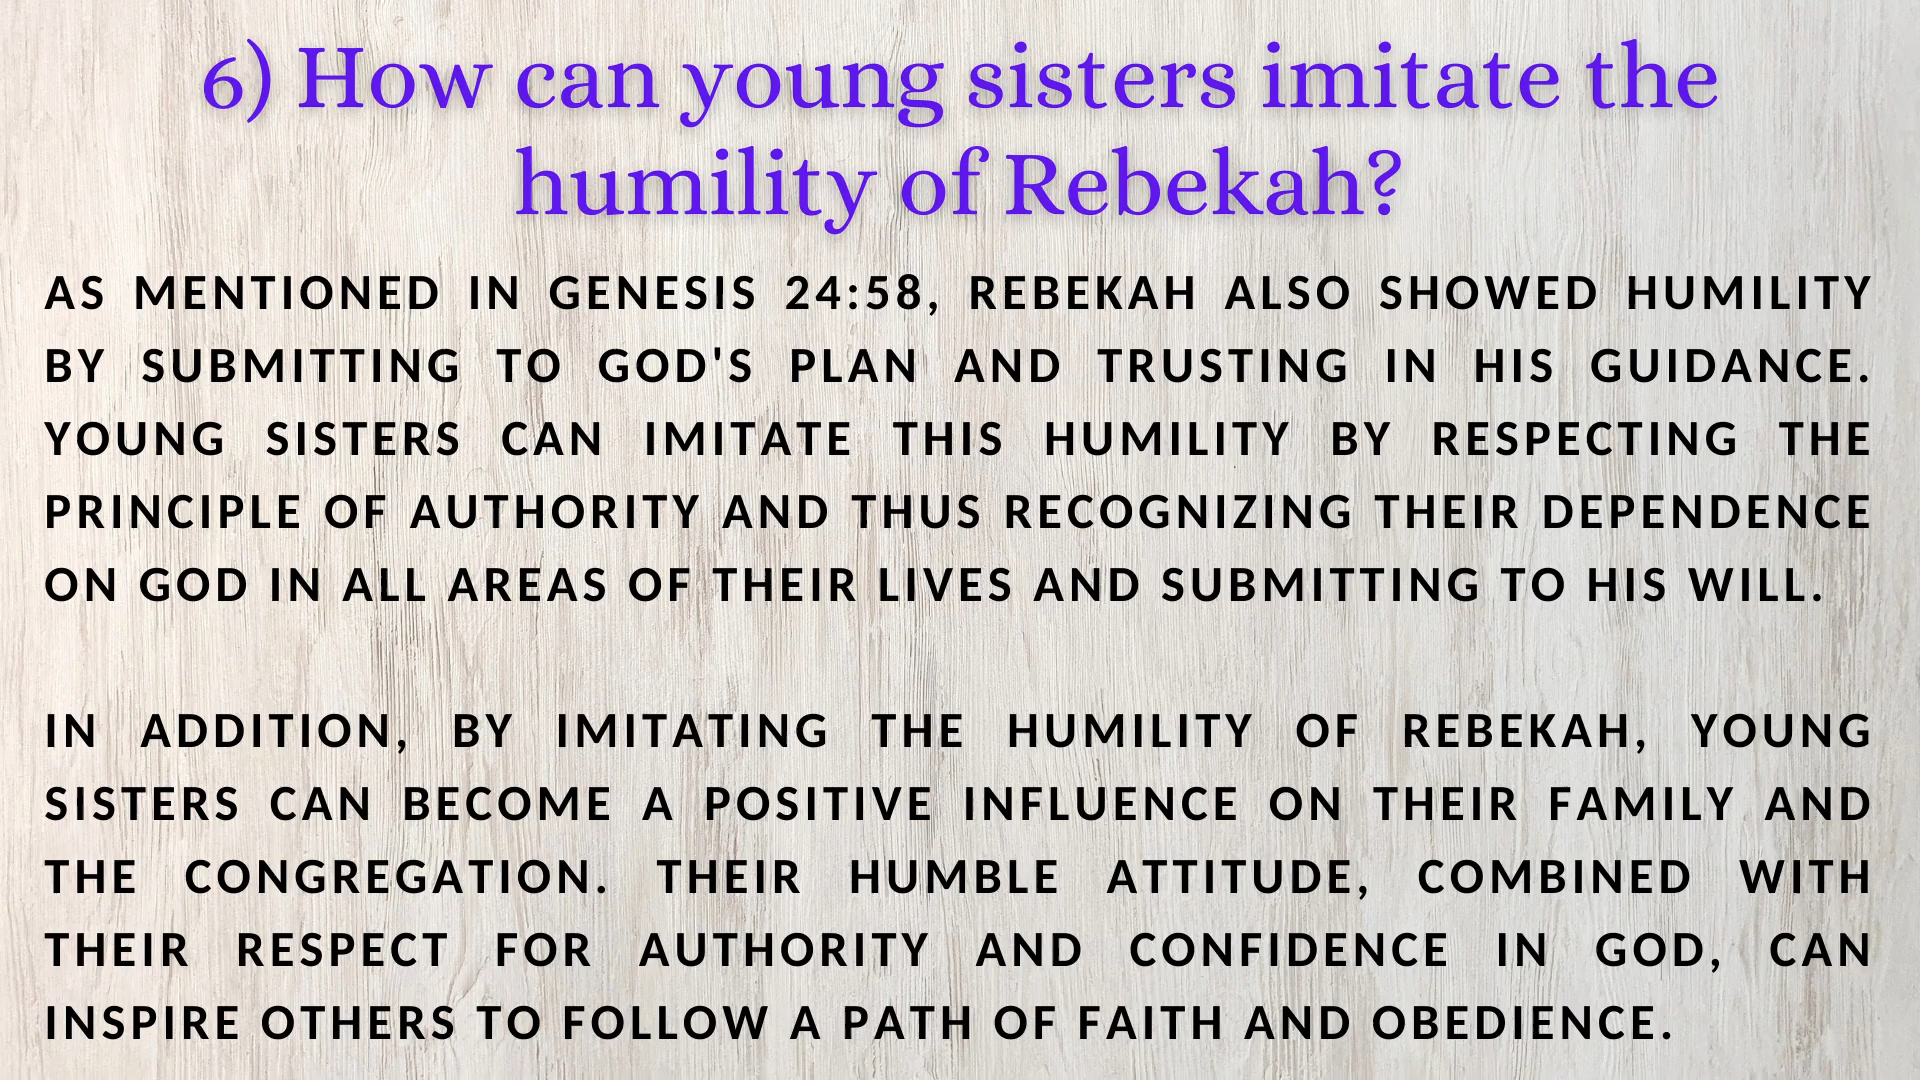 6) How can young sisters imitate the
humility of Rebekah?
AS MENTIONED IN GENESIS 24:58, REBEKAH ALSO SHOWED HUMILITY
BY SUBMITTING TO GOD'S PLAN AND TRUSTING IN HIS GUIDANCE.
YOUNG SISTERS CAN IMITATE THIS HUMILITY BY RESPECTING THE
PRINCIPLE OF AUTHORITY AND THUS RECOGNIZING THEIR DEPENDENCE
ON GOD IN ALL AREAS OF THEIR LIVES AND SUBMITTING TO HIS WILL.
IN ADDITION, BY IMITATING THE HUMILITY OF REBEKAH, YOUNG
SISTERS CAN BECOME A POSITIVE INFLUENCE ON THEIR FAMILY AND
THE CONGREGATION. THEIR HUMBLE ATTITUDE, COMBINED WITH
THEIR RESPECT FOR AUTHORITY AND CONFIDENCE IN GOD, CAN
INSPIRE OTHERS TO FOLLOW A PATH OF FAITH AND OBEDIENCE.